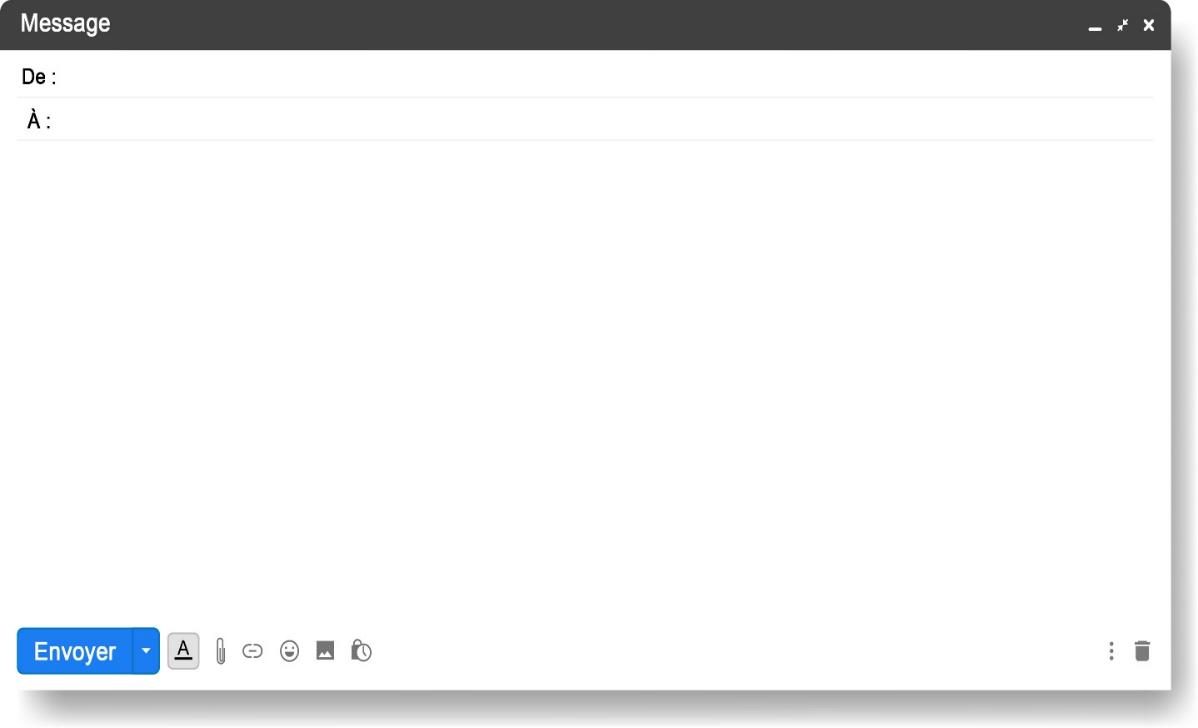 Message
De :
À :
Envoyer
A